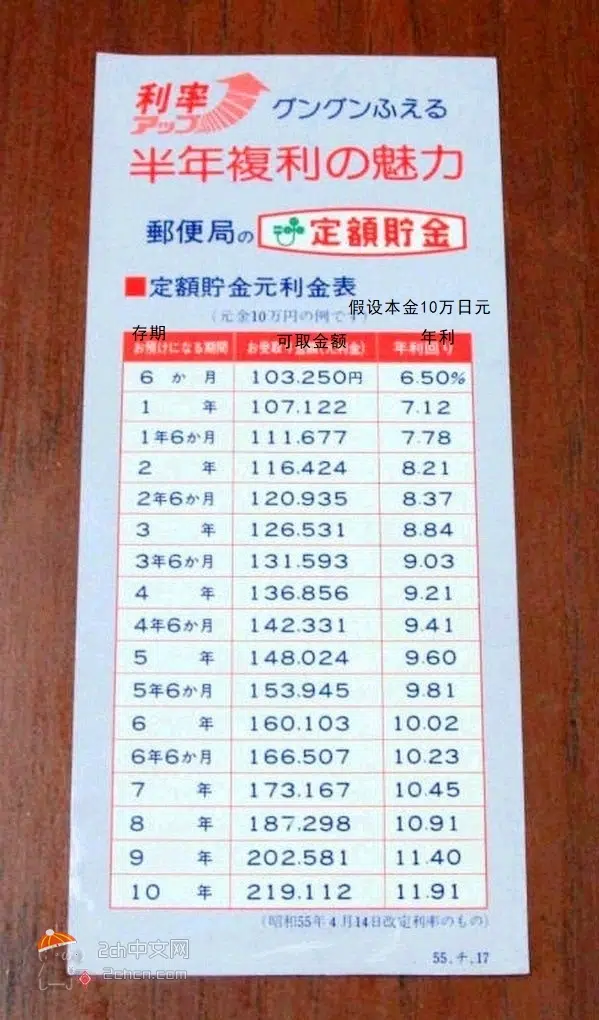 利率
アップ
グングンふえる
半年複利の魅力
郵便局の 定額貯金
■定額貯金元利金表
假设本金10万日元
(元金10万円の例です)
存期 可取金额 年利
お預けになる期間 年利回り
6か月 103.250円 6.50%
1年 107.122 7.12
1年6か月 111.677 7.78
2年 116.424 8.21
2年6か月 120.935 8.37
3年 126.531 8.84
3年6か月 131.593 9.03
4年 136.856 9.21
4年6か月 142.331 9.41
5年 148.024 9.60
5年6か月 153.945 9.81
6年 160.103 10.02
6年6か月 166.507 10.23
7年 173.167 10.45
8年 187.298 10.91
9年 202.581 11.40
10年 219.112 11.91
(昭和55年4月14日改定利率のもの)
2ch中文网
2chcn.com
55.チ.17